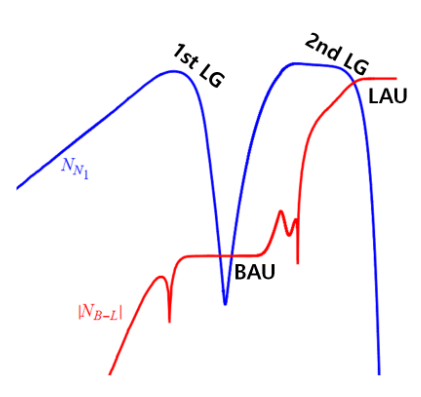 1st LG
2nd LG
LAU
N_{N_1}
BAU
|N_{B-L}|